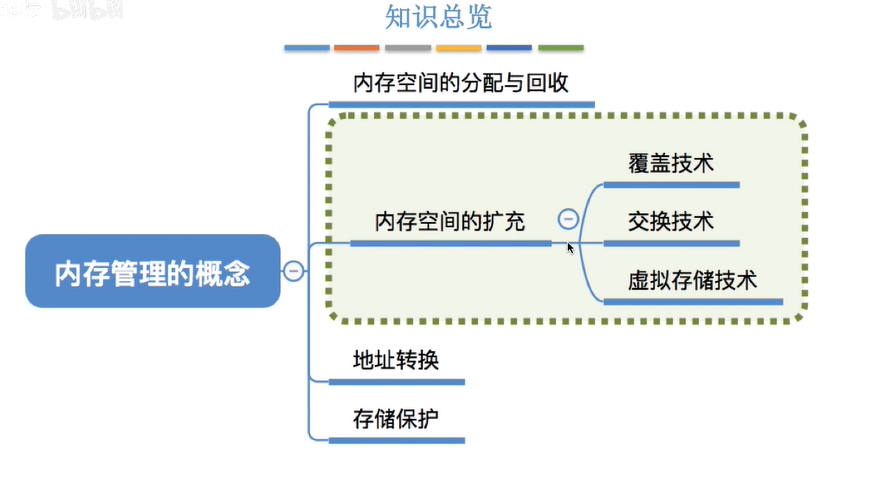 bilibili
知识总览
内存空间的分配与回收
覆盖技术
内存空间的扩充
交换技术
内存管理的概念
虚拟存储技术
地址转换
存储保护